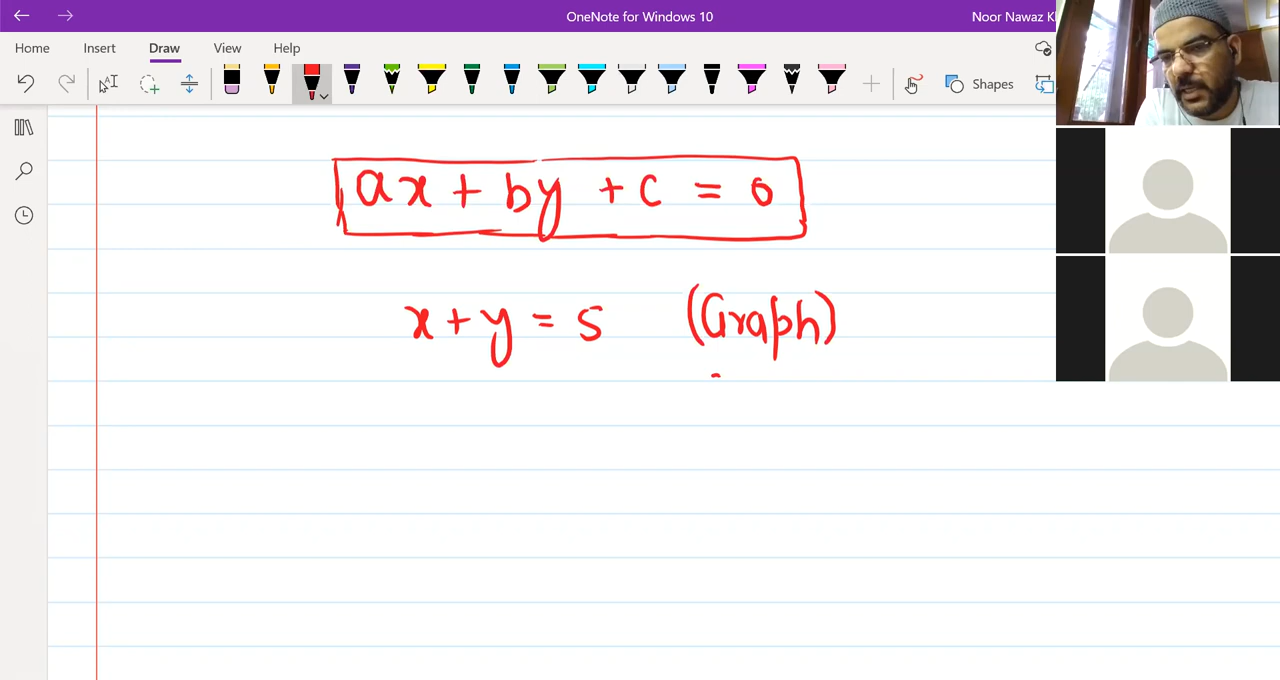 OneNote for Windows 10
Noor Nawaz
Home Insert Draw View Help
Shapes
ax + by + c = 0
x + y = 5 (Graph)